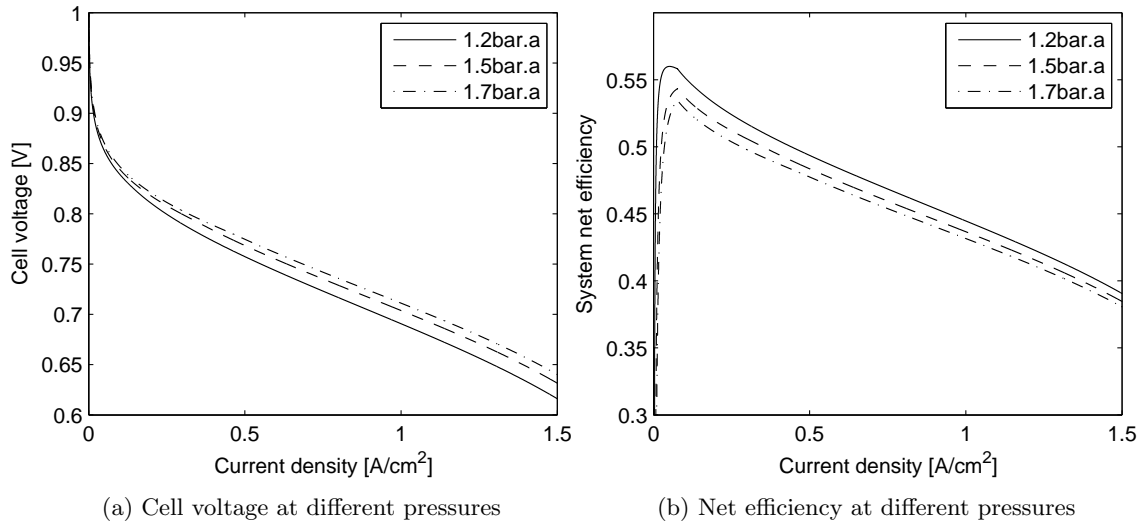 1
0.95
0.9
0.85
0.8
0.75
0.7
0.65
0.6
0
0.5
1
1.5
Cell voltage [V]
Current density [A/cm²]
1.2bar.a
1.5bar.a
1.7bar.a
(a) Cell voltage at different pressures
0.55
0.5
0.45
0.4
0.35
0.3
0
0.5
1
1.5
System net efficiency
Current density [A/cm²]
1.2bar.a
1.5bar.a
1.7bar.a
(b) Net efficiency at different pressures